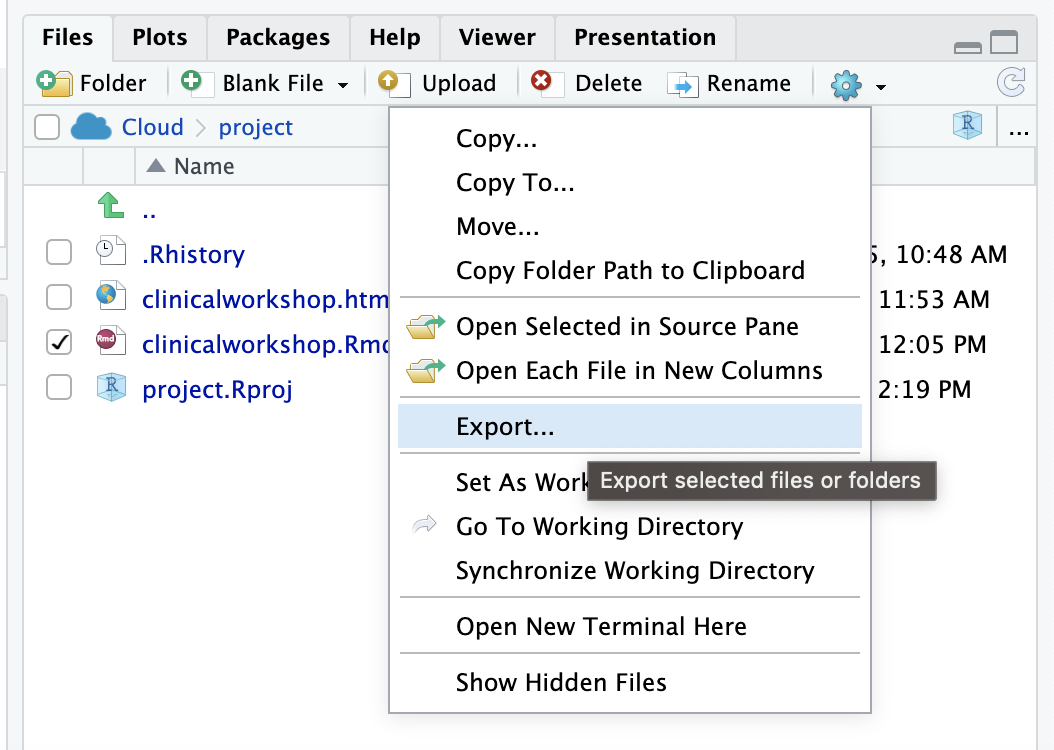 Files Plots Packages Help Viewer Presentation
Folder Blank File Upload Delete Rename
Cloud project R ...
Name
..
.Rhistory 5, 10:48 AM
clinicalworkshop.htm 11:53 AM
Rmd clinicalworkshop.Rmd 12:05 PM
R project.Rproj 2:19 PM
Copy...
Copy To...
Move...
Copy Folder Path to Clipboard
Open Selected in Source Pane
Open Each File in New Columns
Export...
Export selected files or folders
Set As Work
Go To Working Directory
Synchronize Working Directory
Open New Terminal Here
Show Hidden Files